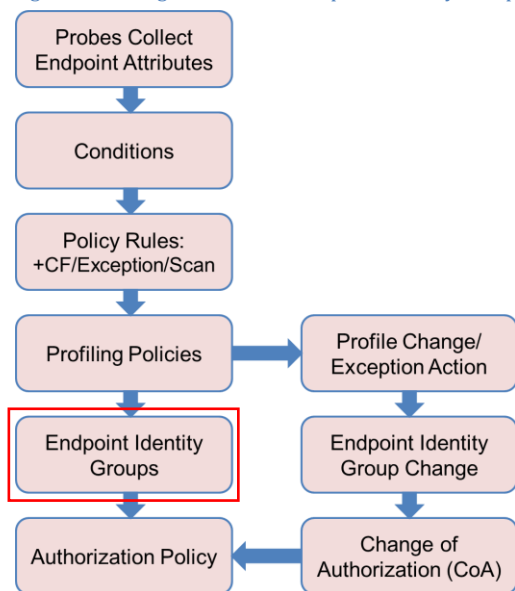 Probes Collect
Endpoint Attributes
Conditions
Policy Rules:
+CF/Exception/Scan
Profiling Policies
Profile Change/
Exception Action
Endpoint Identity
Groups
Endpoint Identity
Group Change
Authorization Policy
Change of
Authorization (CoA)